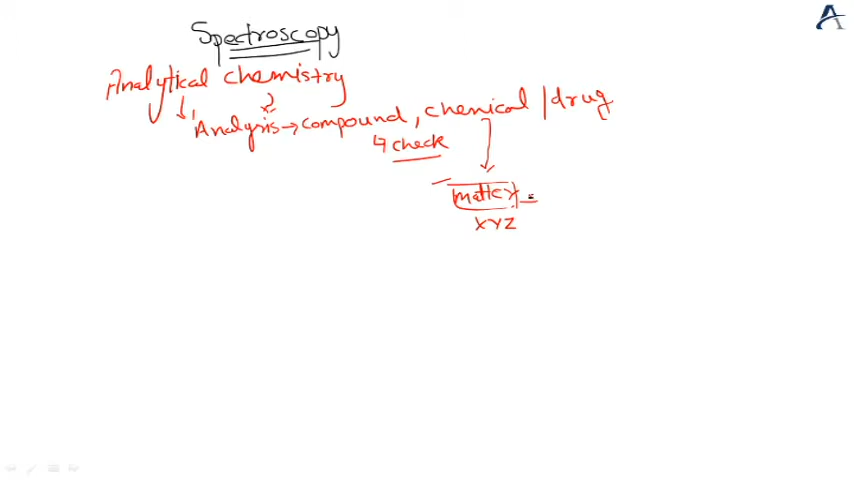 Spectroscopy
Analytical chemistry
Analysis → compound, chemical / drug
↳ check
matter
XYZ